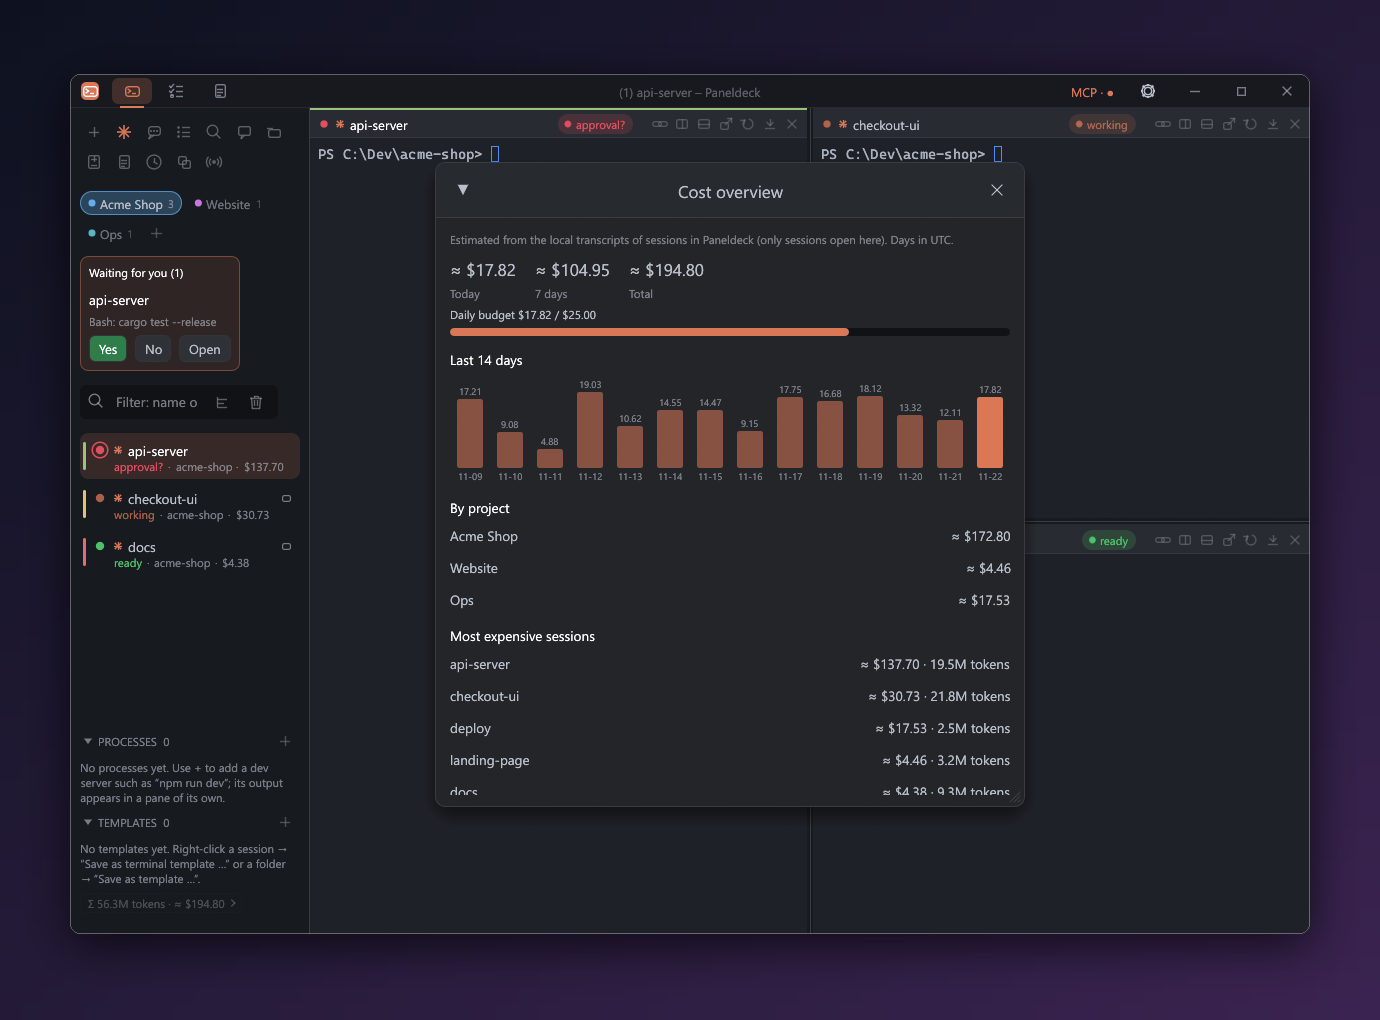 (1) api-server – Paneldeck
MCP ·
Acme Shop 3
Website 1
Ops 1
Waiting for you (1)
api-server
Bash: cargo test --release
Yes
No
Open
Filter: name o
api-server
approval? · acme-shop · $137.70
checkout-ui
working · acme-shop · $30.73
docs
ready · acme-shop · $4.38
PROCESSES 0
No processes yet. Use + to add a dev
server such as “npm run dev”; its output
appears in a pane of its own.
TEMPLATES 0
No templates yet. Right-click a session →
“Save as terminal template …” or a folder
→ “Save as template …”.
Σ 56.3M tokens · ≈ $194.80
api-server
approval?
PS C:\Dev\acme-shop>
checkout-ui
working
PS C:\Dev\acme-shop>
ready
Cost overview
Estimated from the local transcripts of sessions in Paneldeck (only sessions open here). Days in UTC.
≈ $17.82 ≈ $104.95 ≈ $194.80
Today 7 days Total
Daily budget $17.82 / $25.00
Last 14 days
17.21 9.08 4.88 19.03 10.62 14.55 14.47 9.15 17.75 16.68 18.12 13.32 12.11 17.82
11-09 11-10 11-11 11-12 11-13 11-14 11-15 11-16 11-17 11-18 11-19 11-20 11-21 11-22
By project
Acme Shop ≈ $172.80
Website ≈ $4.46
Ops ≈ $17.53
Most expensive sessions
api-server ≈ $137.70 · 19.5M tokens
checkout-ui ≈ $30.73 · 21.8M tokens
deploy ≈ $17.53 · 2.5M tokens
landing-page ≈ $4.46 · 3.2M tokens
docs ≈ $4.38 · 9.3M tokens